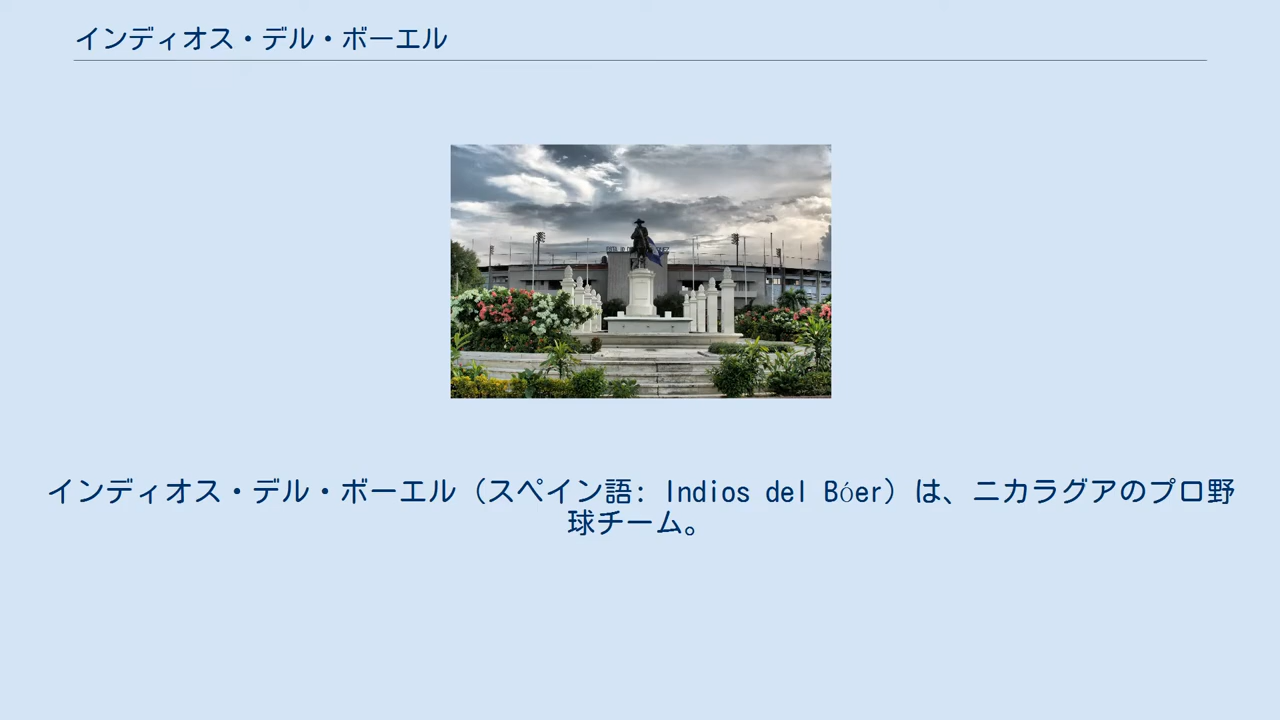 インディオス・デル・ボーエル
インディオス・デル・ボーエル（スペイン語: Indios del Bóer）は、ニカラグアのプロ野
球チーム。